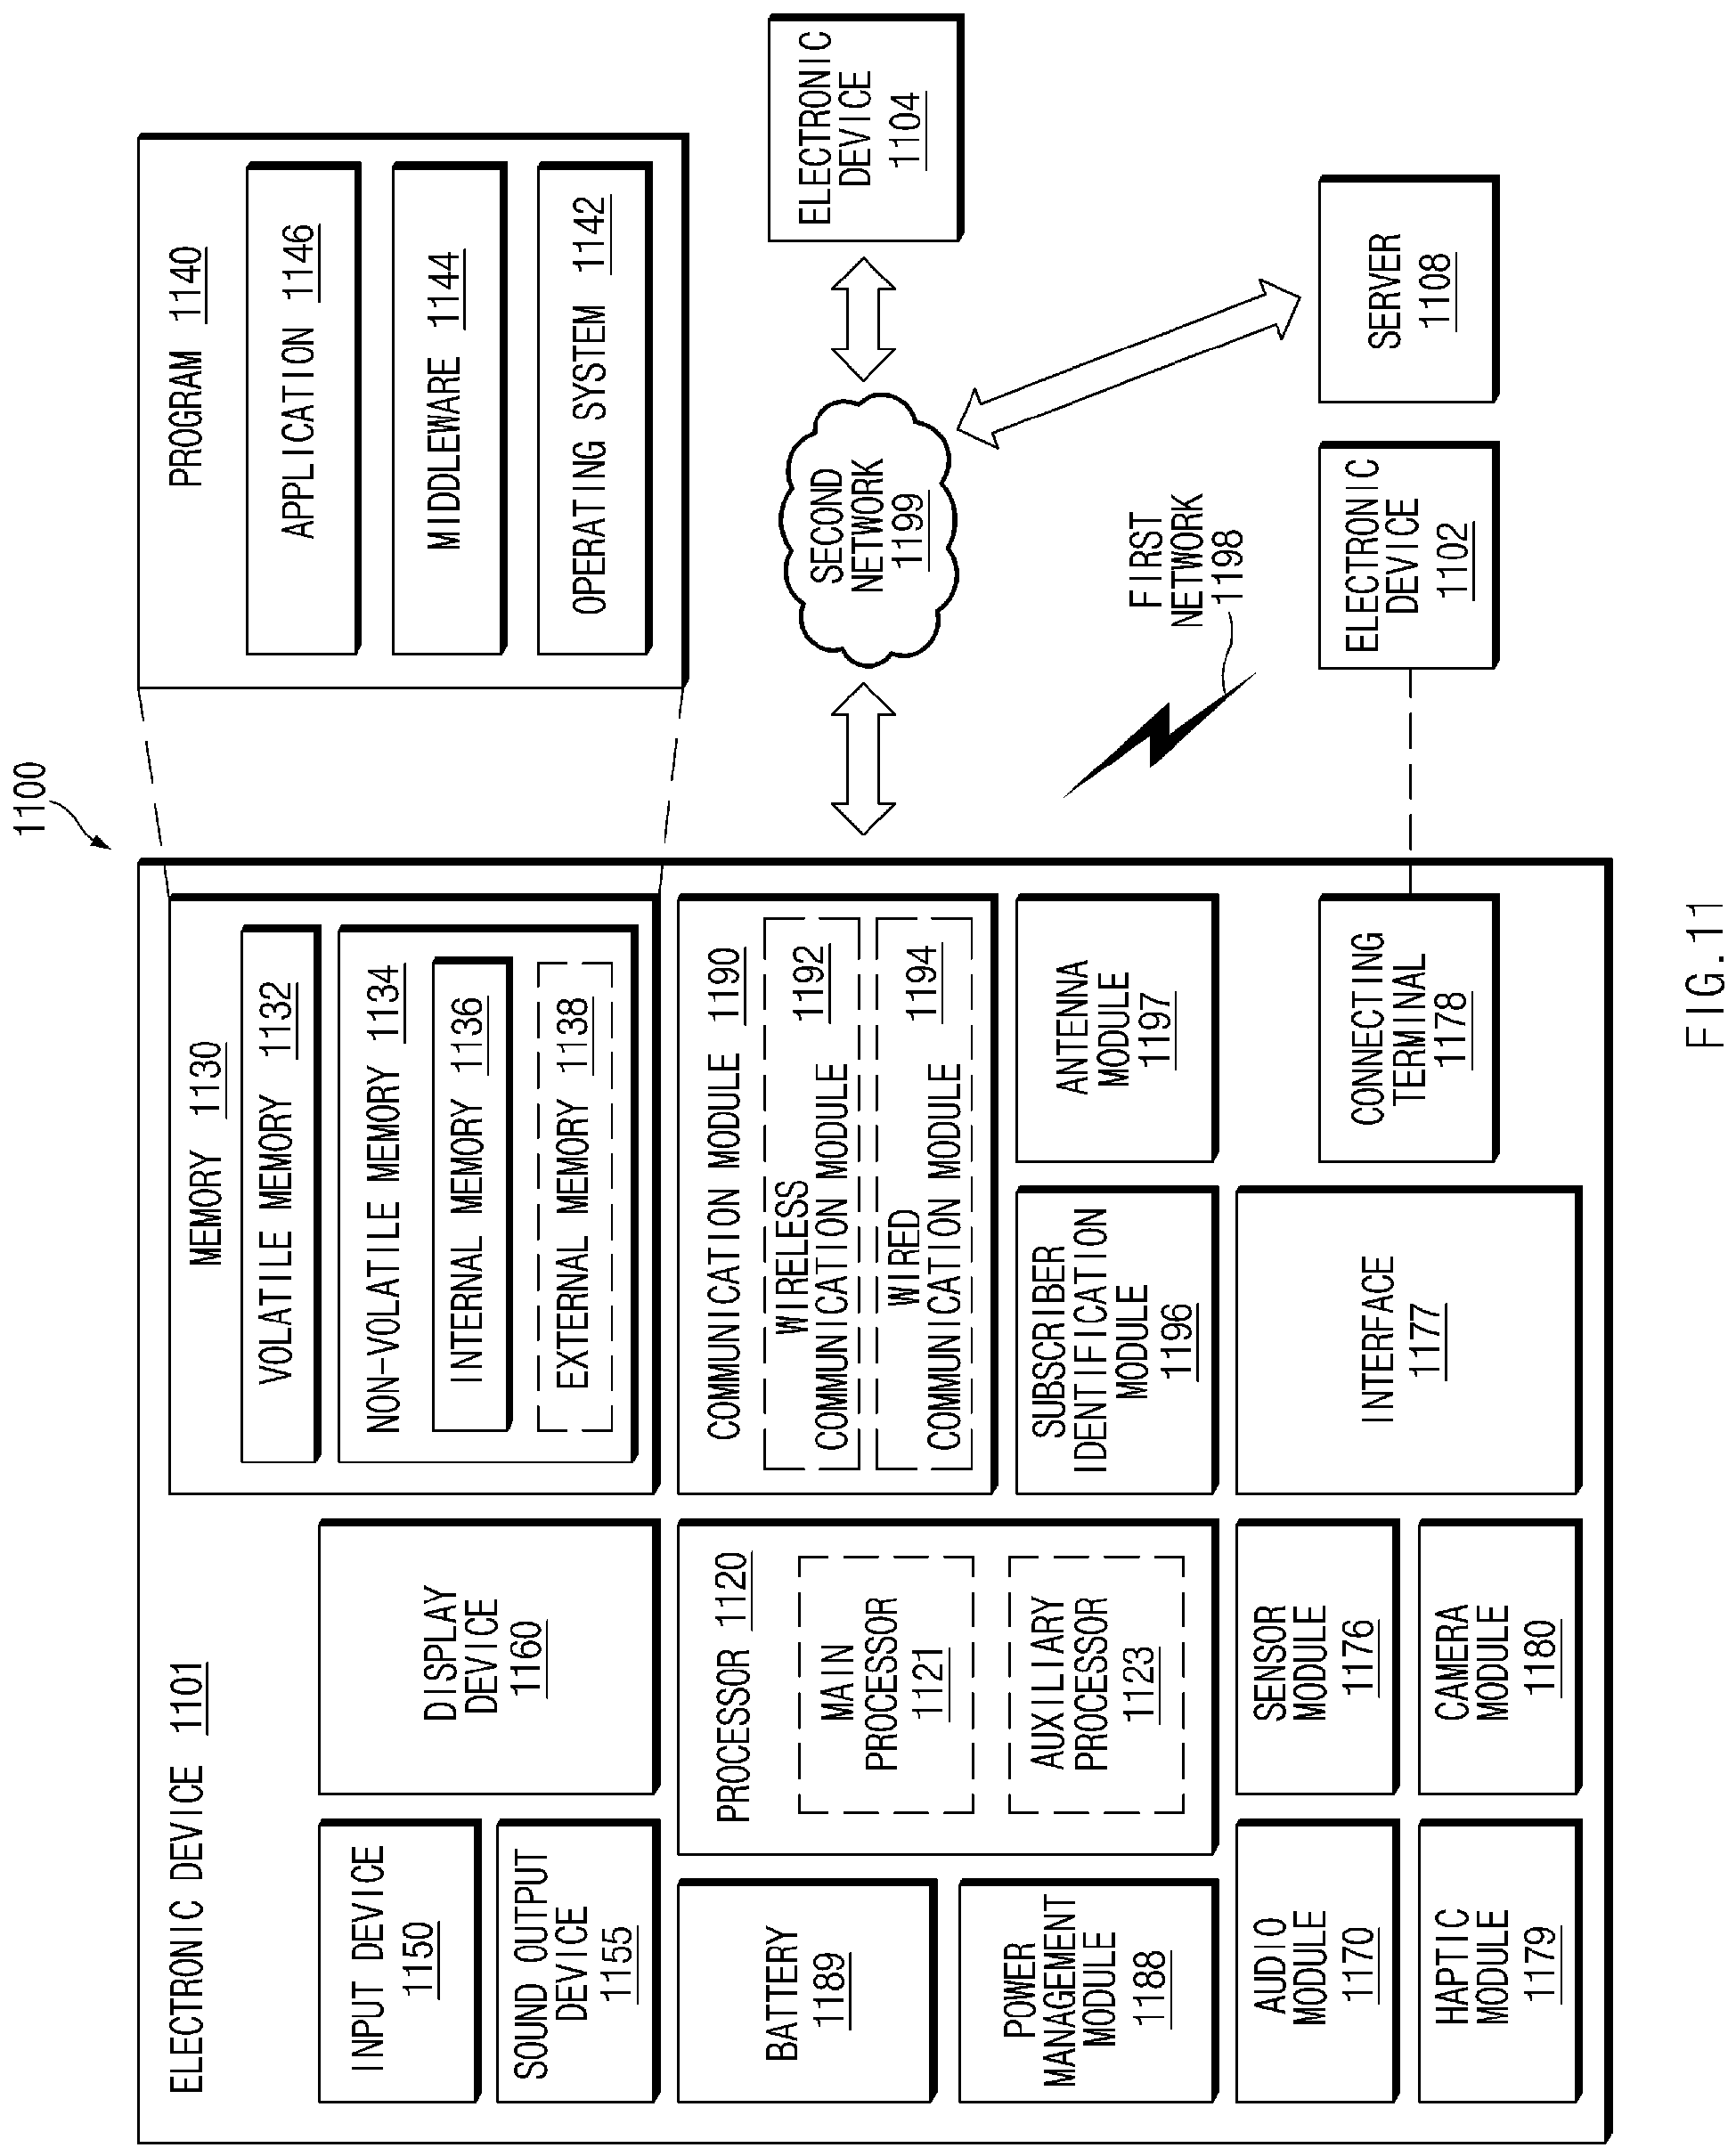 1100
ELECTRONIC DEVICE 1101
INPUT DEVICE
1150
SOUND OUTPUT
DEVICE
1155
DISPLAY
DEVICE
1160
MEMORY 1130
VOLATILE MEMORY 1132
NON-VOLATILE MEMORY 1134
INTERNAL MEMORY 1136
EXTERNAL MEMORY 1138
PROGRAM 1140
APPLICATION 1146
MIDDLEWARE 1144
OPERATING SYSTEM 1142
BATTERY
1189
POWER
MANAGEMENT
MODULE
1188
PROCESSOR 1120
MAIN
PROCESSOR
1121
AUXILIARY
PROCESSOR
1123
COMMUNICATION MODULE 1190
WIRELESS
COMMUNICATION MODULE 1192
WIRED
COMMUNICATION MODULE 1194
SUBSCRIBER
IDENTIFICATION
MODULE
1196
ANTENNA
MODULE
1197
SECOND
NETWORK
1199
ELECTRONIC
DEVICE
1104
FIRST
NETWORK
1198
AUDIO
MODULE
1170
SENSOR
MODULE
1176
INTERFACE
1177
CONNECTING
TERMINAL
1178
ELECTRONIC
DEVICE
1102
SERVER
1108
HAPTIC
MODULE
1179
CAMERA
MODULE
1180
FIG.11